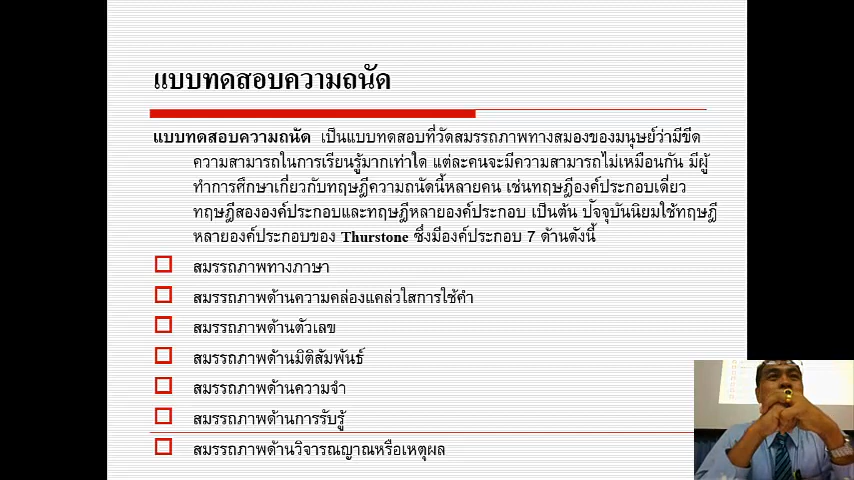 แบบทดสอบความถนัด
แบบทดสอบความถนัด เป็นแบบทดสอบที่วัดสมรรถภาพทางสมองของมนุษย์ว่ามีขีด
ความสามารถในการเรียนรู้มากเท่าใด แต่ละคนจะมีความสามารถไม่เหมือนกัน มีผู้
ทำการศึกษาเกี่ยวกับทฤษฎีความถนัดนี้หลายคน เช่นทฤษฎีองค์ประกอบเดี่ยว
ทฤษฎีสององค์ประกอบและทฤษฎีหลายองค์ประกอบ เป็นต้น ปัจจุบันนิยมใช้ทฤษฎี
หลายองค์ประกอบของ Thurstone ซึ่งมีองค์ประกอบ 7 ด้านดังนี้
สมรรถภาพทางภาษา
สมรรถภาพด้านความคล่องแคล่วใสการใช้คำ
สมรรถภาพด้านตัวเลข
สมรรถภาพด้านมิติสัมพันธ์
สมรรถภาพด้านความจำ
สมรรถภาพด้านการรับรู้
สมรรถภาพด้านวิจารณญาณหรือเหตุผล